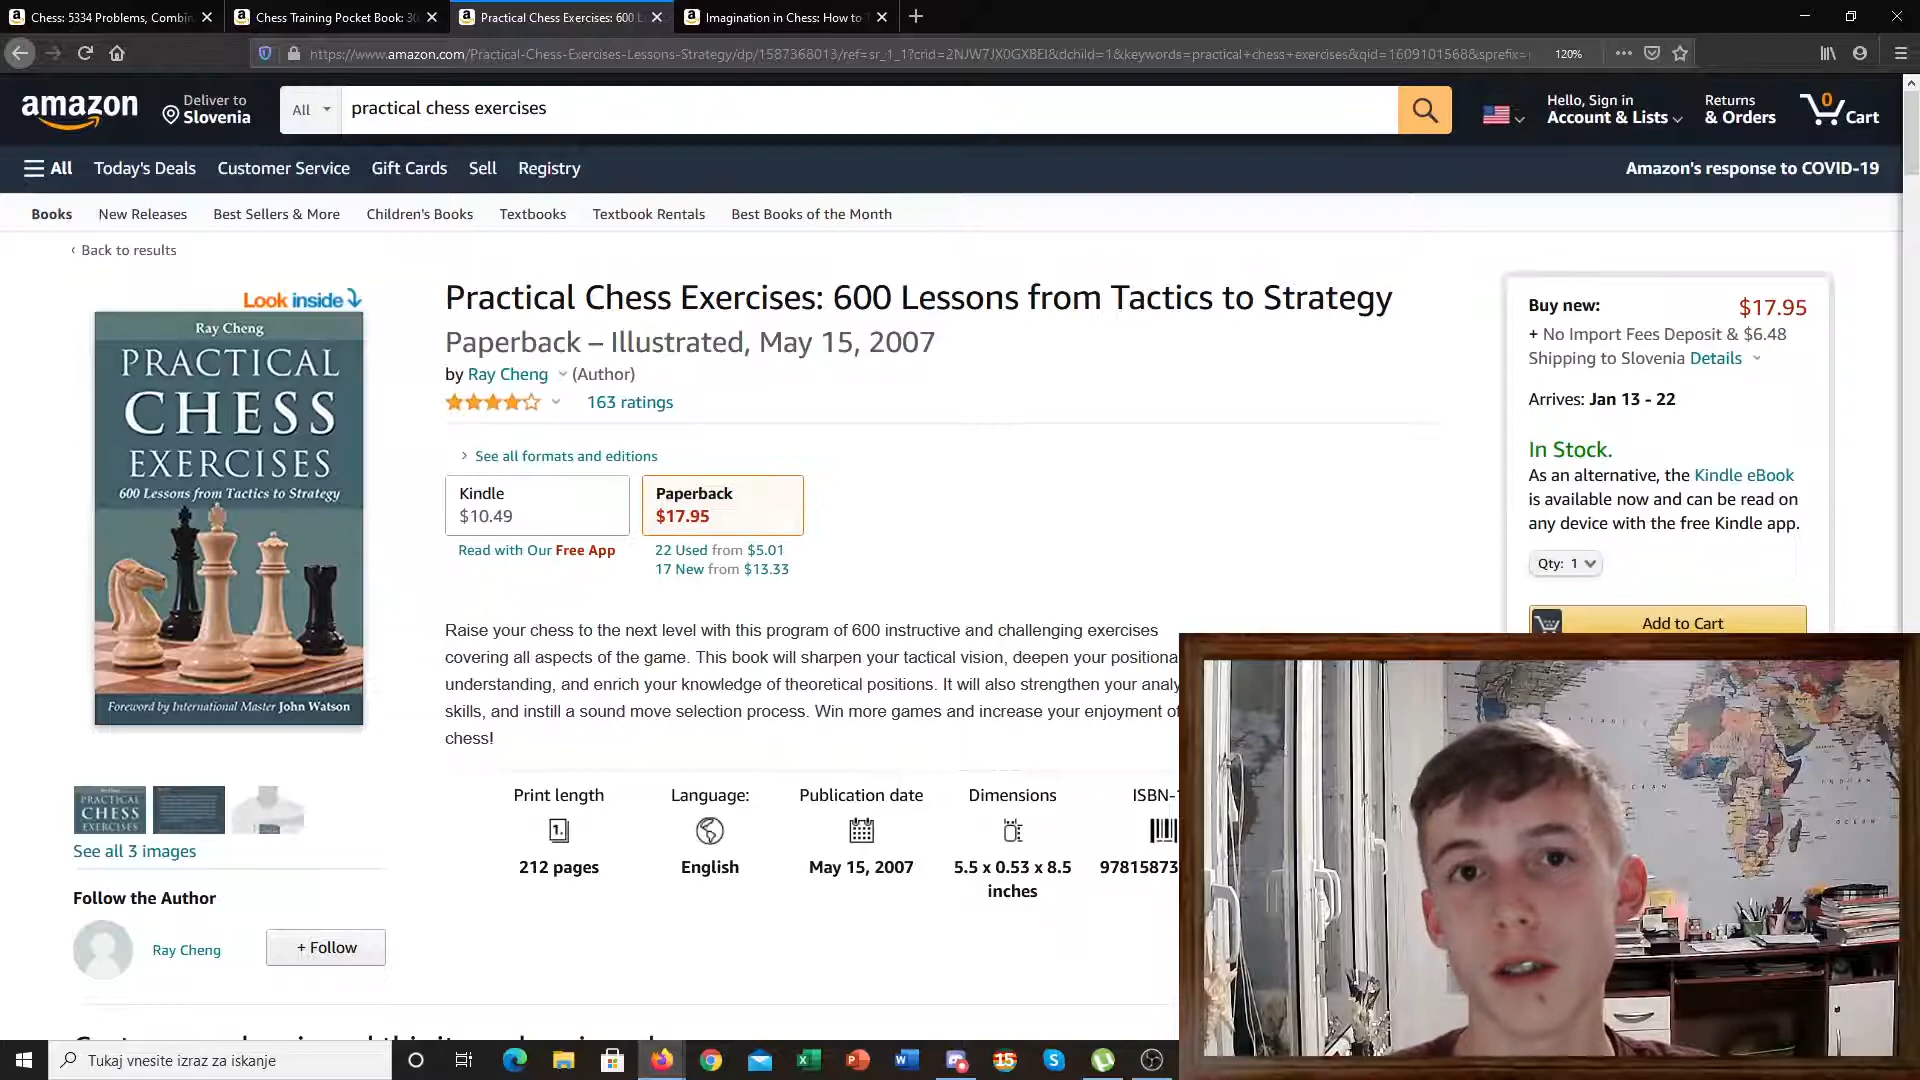 Chess: 5334 Problems, Combin
Chess Training Pocket Book: 30
Practical Chess Exercises: 600 L
Imagination in Chess: How to
https://www.amazon.com/Practical-Chess-Exercises-Lessons-Strategy/dp/1587368013/ref=sr_1_1?crid=2NJW7JX0GXBEI&dchild=1&keywords=practical+chess+exercises&qid=1609101568&sprefix=
120%
amazon
Deliver to
Slovenia
All
practical chess exercises
Hello, Sign in
Account & Lists
Returns
& Orders
0
Cart
All
Today's Deals
Customer Service
Gift Cards
Sell
Registry
Amazon's response to COVID-19
Books
New Releases
Best Sellers & More
Children's Books
Textbooks
Textbook Rentals
Best Books of the Month
‹ Back to results
Look inside
Ray Cheng
PRACTICAL
CHESS
EXERCISES
600 Lessons from Tactics to Strategy
Foreword by International Master John Watson
PRACTICAL
CHESS
EXERCISES
See all 3 images
Follow the Author
Ray Cheng
+ Follow
Practical Chess Exercises: 600 Lessons from Tactics to Strategy
Paperback – Illustrated, May 15, 2007
by Ray Cheng (Author)
163 ratings
› See all formats and editions
Kindle
$10.49
Paperback
$17.95
Read with Our Free App
22 Used from $5.01
17 New from $13.33
Raise your chess to the next level with this program of 600 instructive and challenging exercises
covering all aspects of the game. This book will sharpen your tactical vision, deepen your positiona
understanding, and enrich your knowledge of theoretical positions. It will also strengthen your analy
skills, and instill a sound move selection process. Win more games and increase your enjoyment of
chess!
Print length
1.
212 pages
Language:
English
Publication date
May 15, 2007
Dimensions
5.5 x 0.53 x 8.5
inches
ISBN-1
97815873
Buy new:
$17.95
+ No Import Fees Deposit & $6.48
Shipping to Slovenia Details
Arrives: Jan 13 - 22
In Stock.
As an alternative, the Kindle eBook
is available now and can be read on
any device with the free Kindle app.
Qty: 1
Add to Cart
Tukaj vnesite izraz za iskanje
15